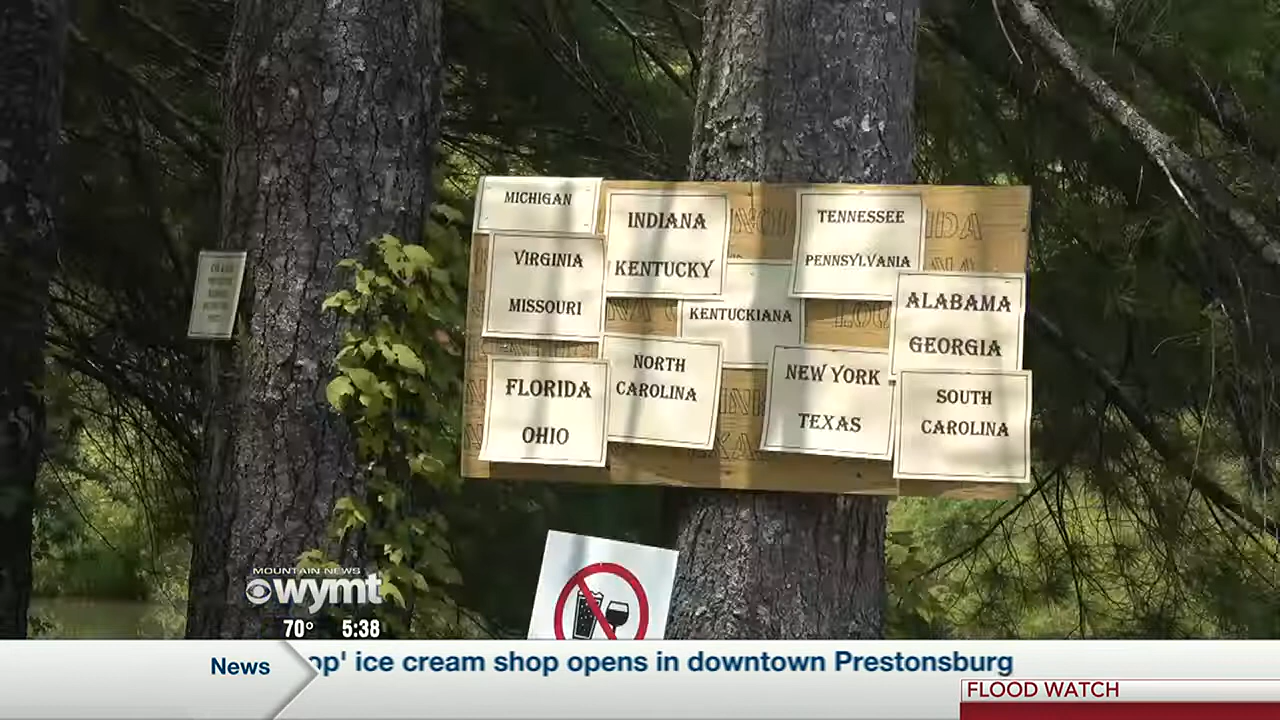 MICHIGAN
VIRGINIA
MISSOURI
FLORIDA
OHIO
INDIANA
KENTUCKY
KENTUCKIANA
NORTH
CAROLINA
TENNESSEE
PENNSYLVANIA
NEW YORK
TEXAS
ALABAMA
GEORGIA
SOUTH
CAROLINA
MOUNTAIN NEWS
wymt
70° 5:38
News op' ice cream shop opens in downtown Prestonsburg
FLOOD WATCH